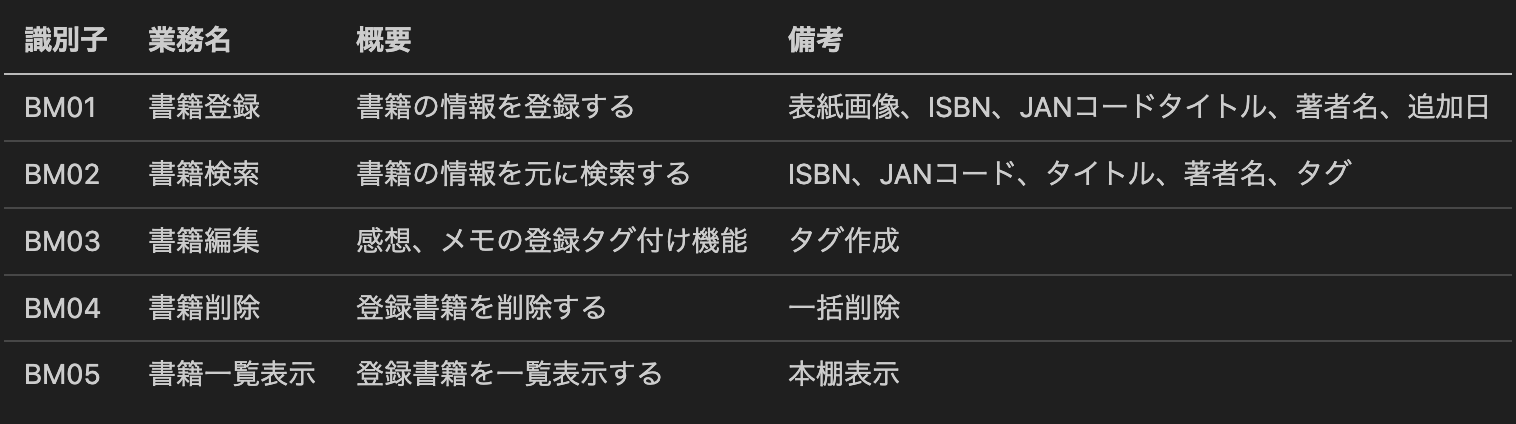 識別子 業務名 概要 備考
BM01 書籍登録 書籍の情報を登録する 表紙画像、ISBN、JANコードタイトル、著者名、追加日
BM02 書籍検索 書籍の情報を元に検索する ISBN、JANコード、タイトル、著者名、タグ
BM03 書籍編集 感想、メモの登録タグ付け機能 タグ作成
BM04 書籍削除 登録書籍を削除する 一括削除
BM05 書籍一覧表示 登録書籍を一覧表示する 本棚表示